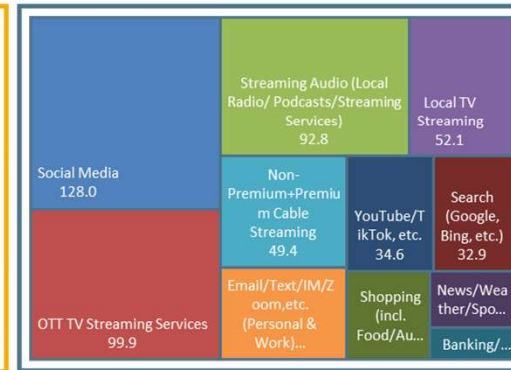 Social Media
128.0
OTT TV Streaming Services
99.9
Streaming Audio (Local
Radio/ Podcasts/Streaming
Services)
92.8
Local TV
Streaming
52.1
Non-
Premium+Premiu
m Cable
Streaming
49.4
YouTube/T
ikTok, etc.
34.6
Search
(Google,
Bing, etc.)
32.9
Email/Text/IM/Z
oom,etc.
(Personal &
Work)...
Shopping
(incl.
Food/Au...
News/Wea
ther/Spo...
Banking/...